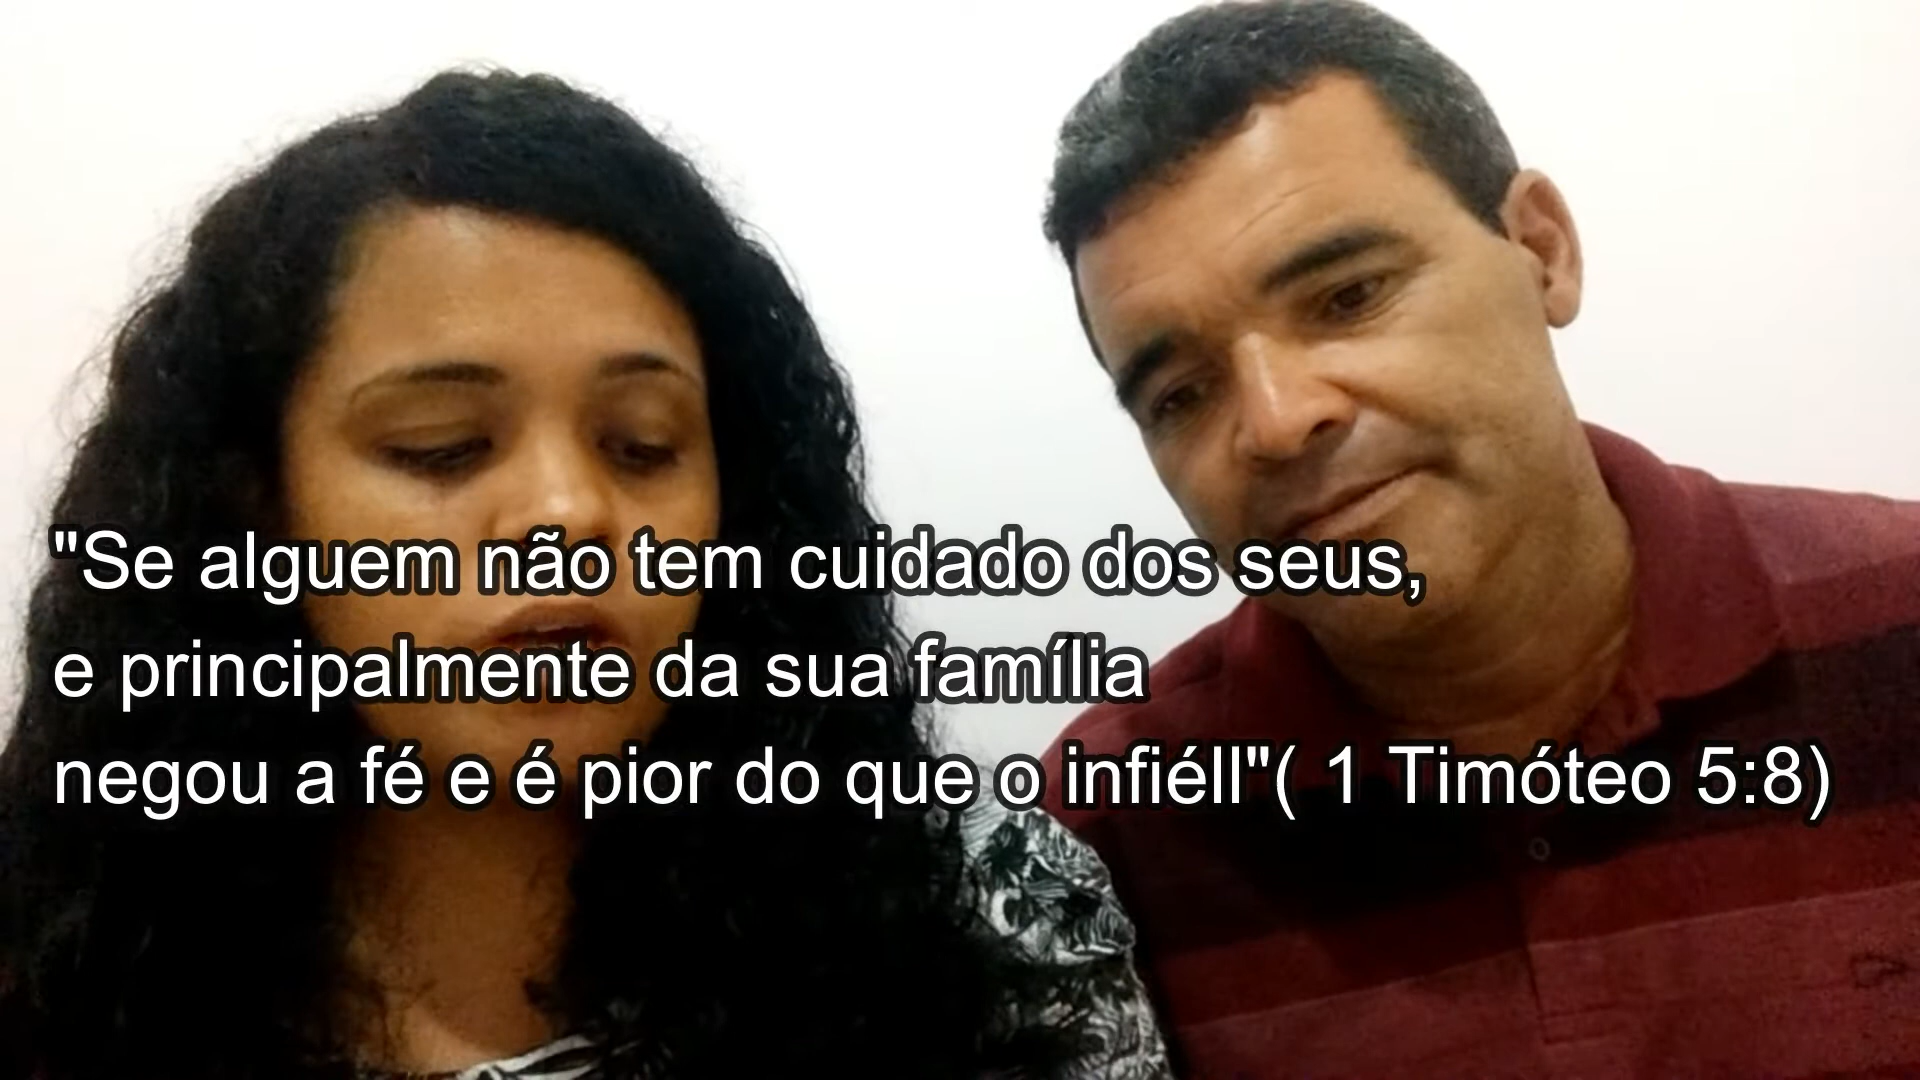 "Se alguem não tem cuidado dos seus,
e principalmente da sua família
negou a fé e é pior do que o infiéll"( 1 Timóteo 5:8)